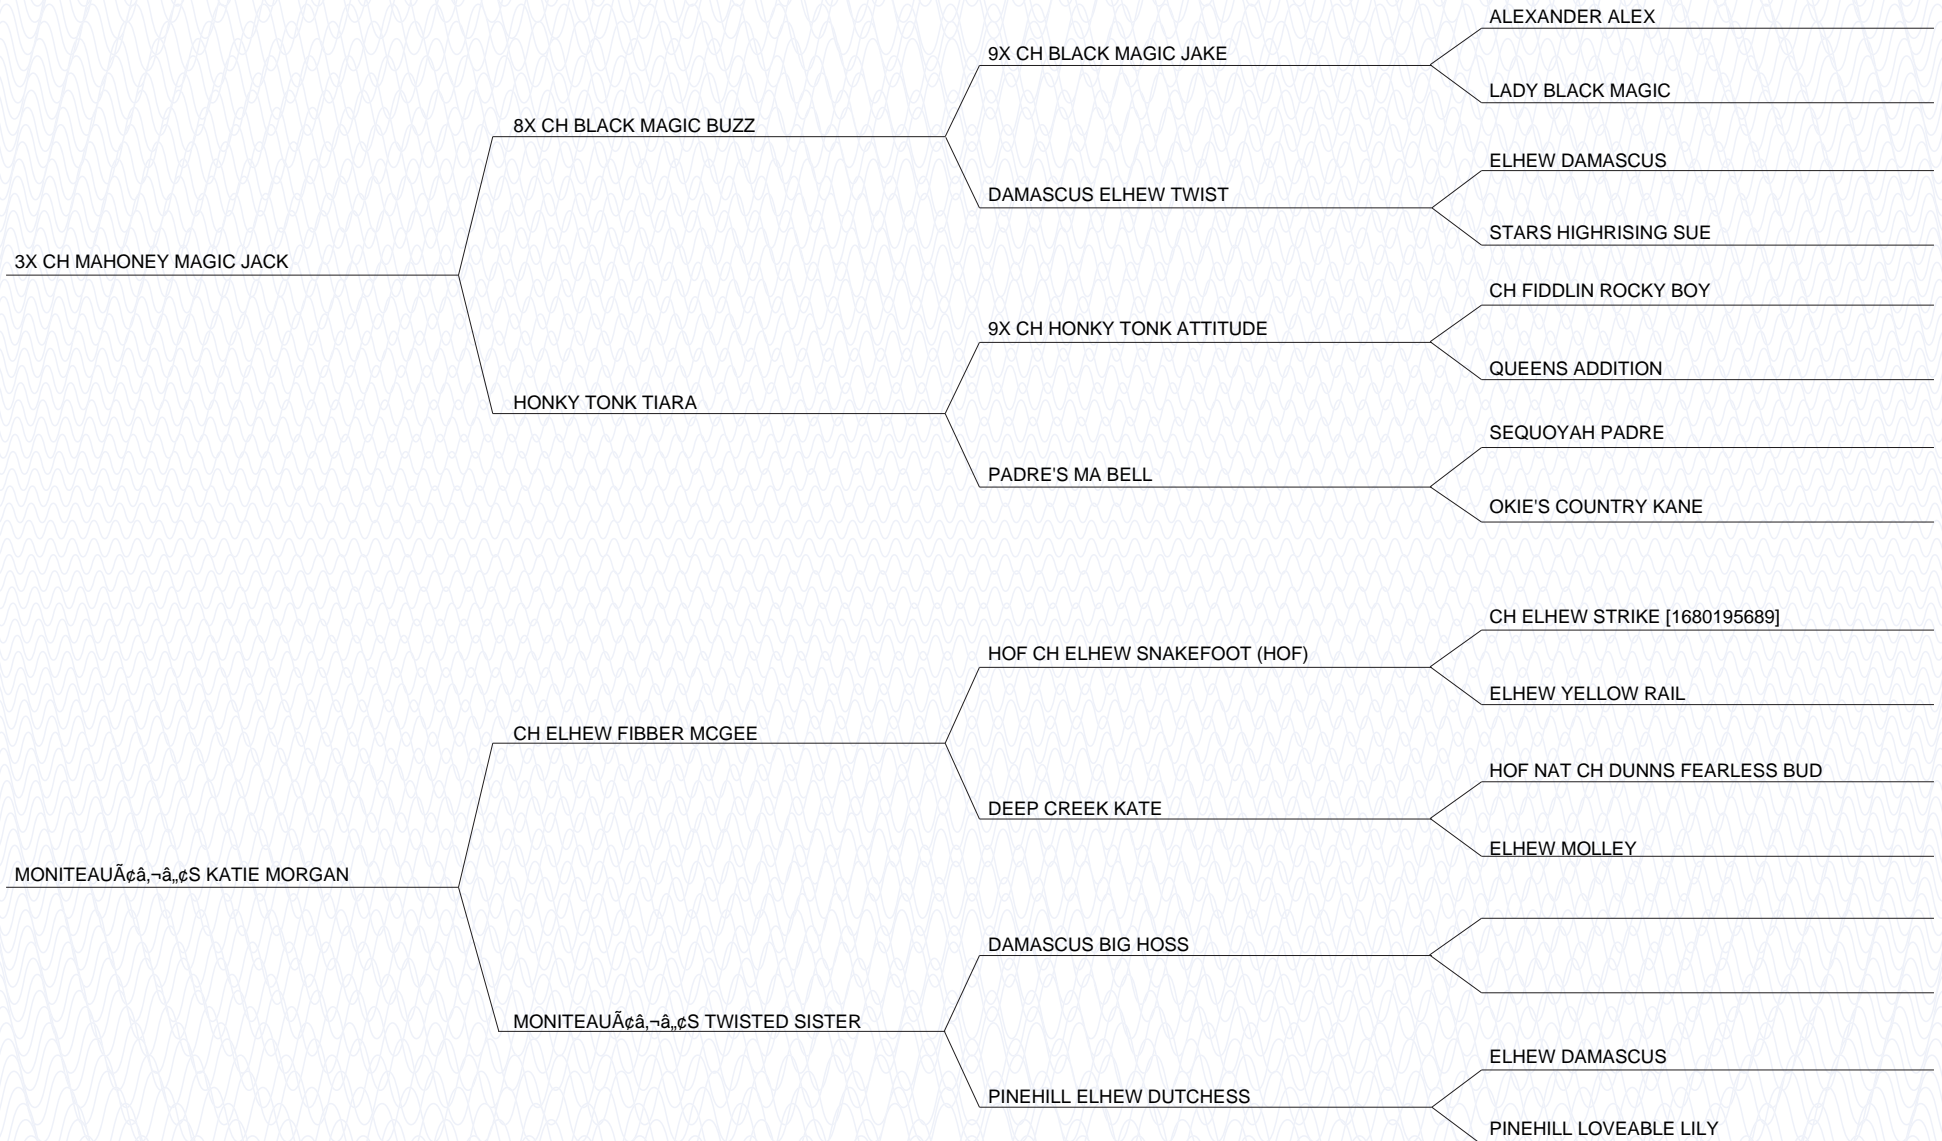 ALEXANDER ALEX
9X CH BLACK MAGIC JAKE
LADY BLACK MAGIC
8X CH BLACK MAGIC BUZZ
ELHEW DAMASCUS
DAMASCUS ELHEW TWIST
STARS HIGHRISING SUE
3X CH MAHONEY MAGIC JACK
CH FIDDLIN ROCKY BOY
9X CH HONKY TONK ATTITUDE
QUEENS ADDITION
HONKY TONK TIARA
SEQUOYAH PADRE
PADRE'S MA BELL
OKIE'S COUNTRY KANE
CH ELHEW STRIKE [1680195689]
HOF CH ELHEW SNAKEFOOT (HOF)
ELHEW YELLOW RAIL
CH ELHEW FIBBER MCGEE
HOF NAT CH DUNNS FEARLESS BUD
DEEP CREEK KATE
ELHEW MOLLEY
MONITEAUÃ¢â‚¬â„¢S KATIE MORGAN
DAMASCUS BIG HOSS
MONITEAUÃ¢â‚¬â„¢S TWISTED SISTER
ELHEW DAMASCUS
PINEHILL ELHEW DUTCHESS
PINEHILL LOVEABLE LILY